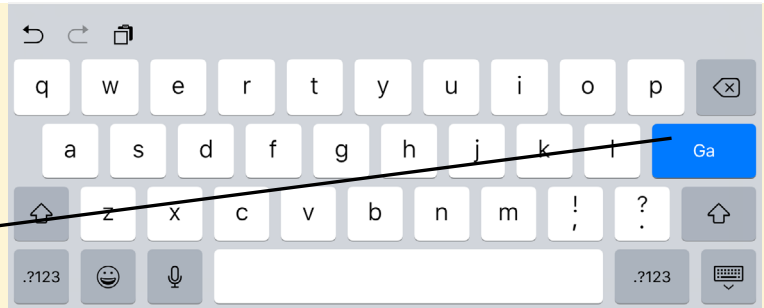 q w e r t y u i o p
a s d f g h j k l Ga
z x c v b n m ! , ? .
.?123 .?123